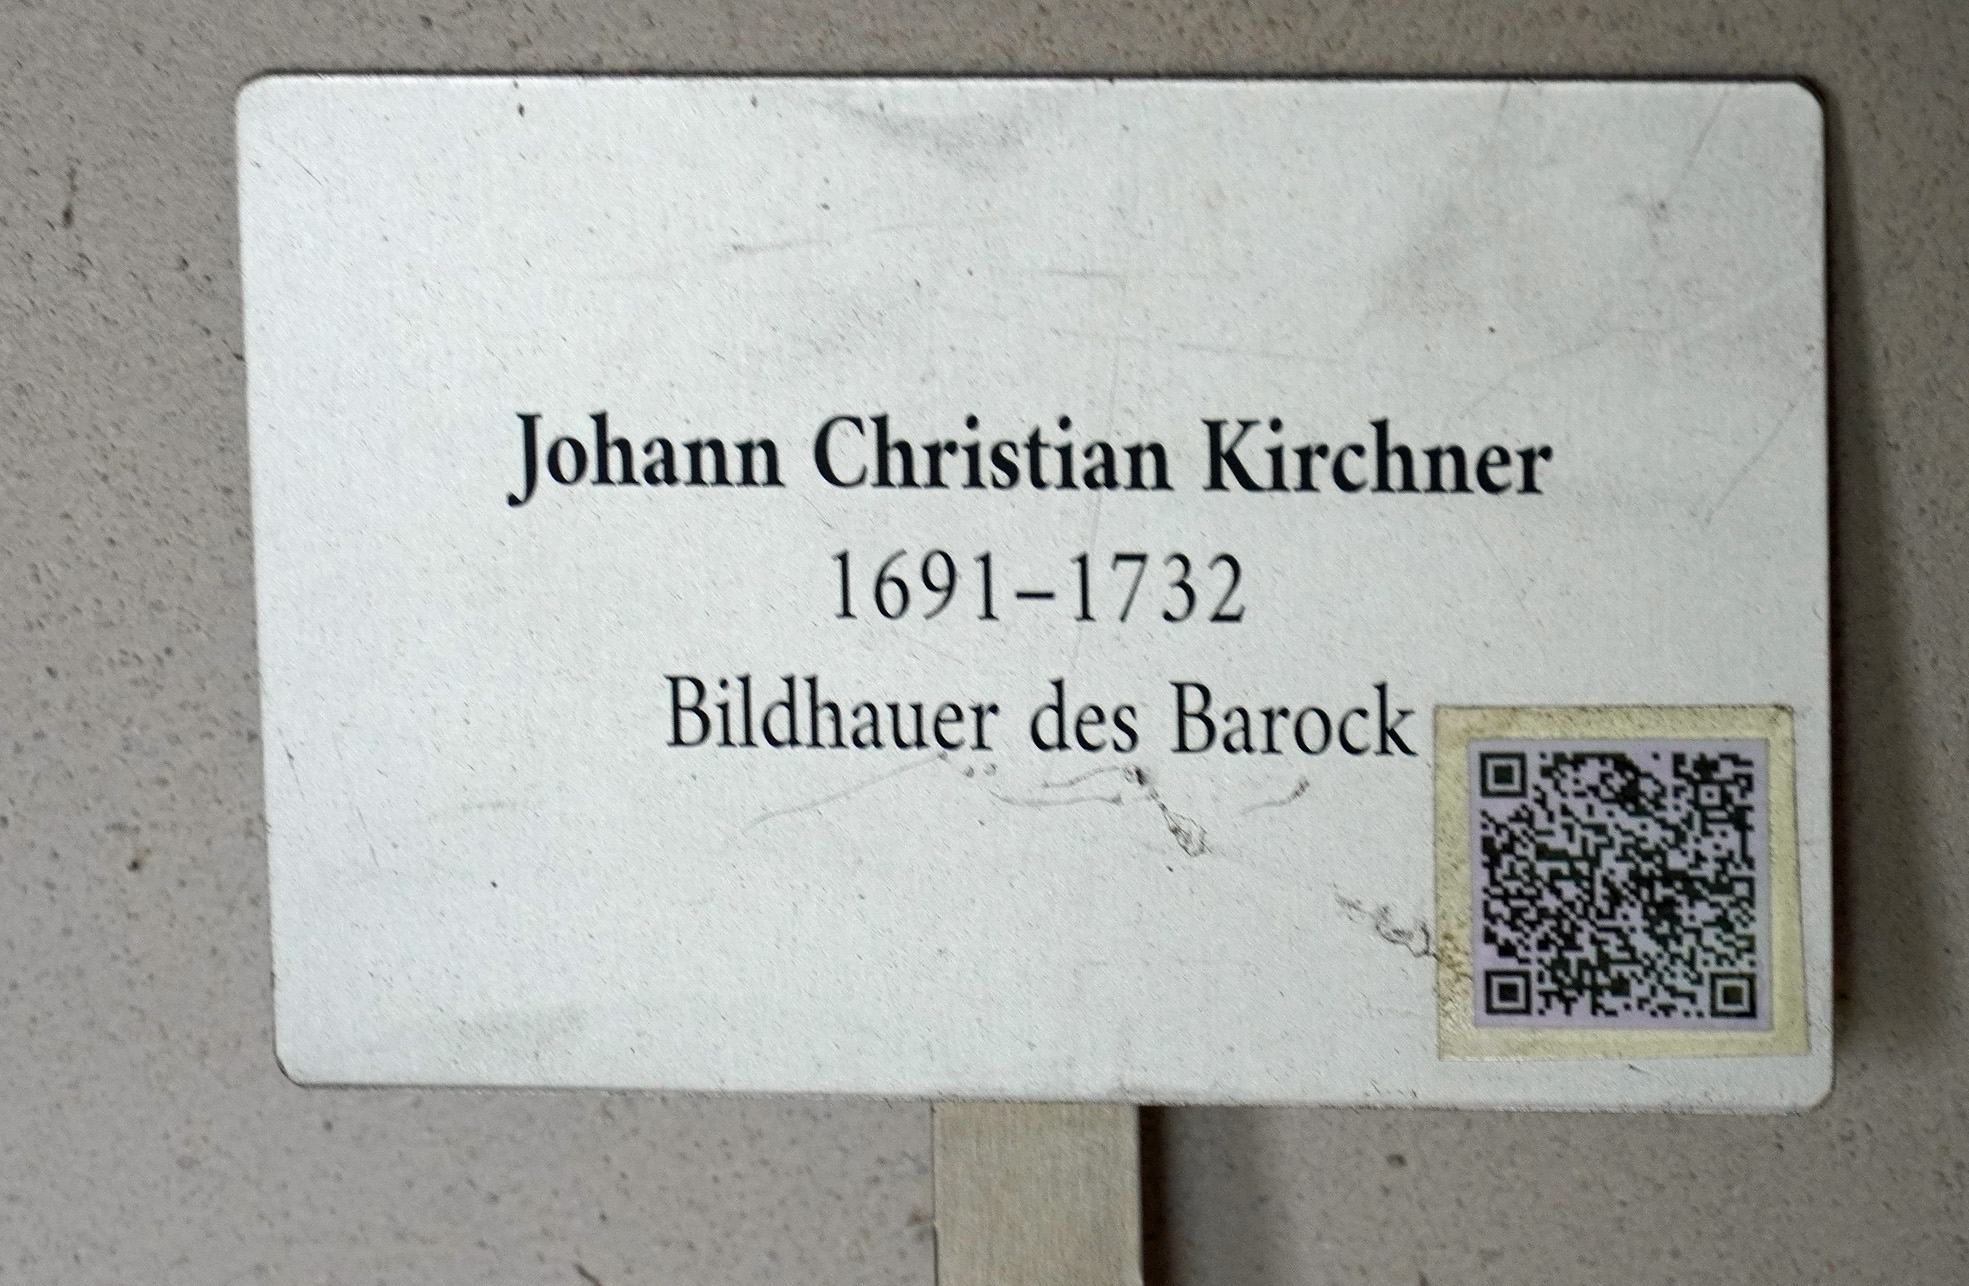 Johann Christian Kirchner
1691–1732
Bildhauer des Barock